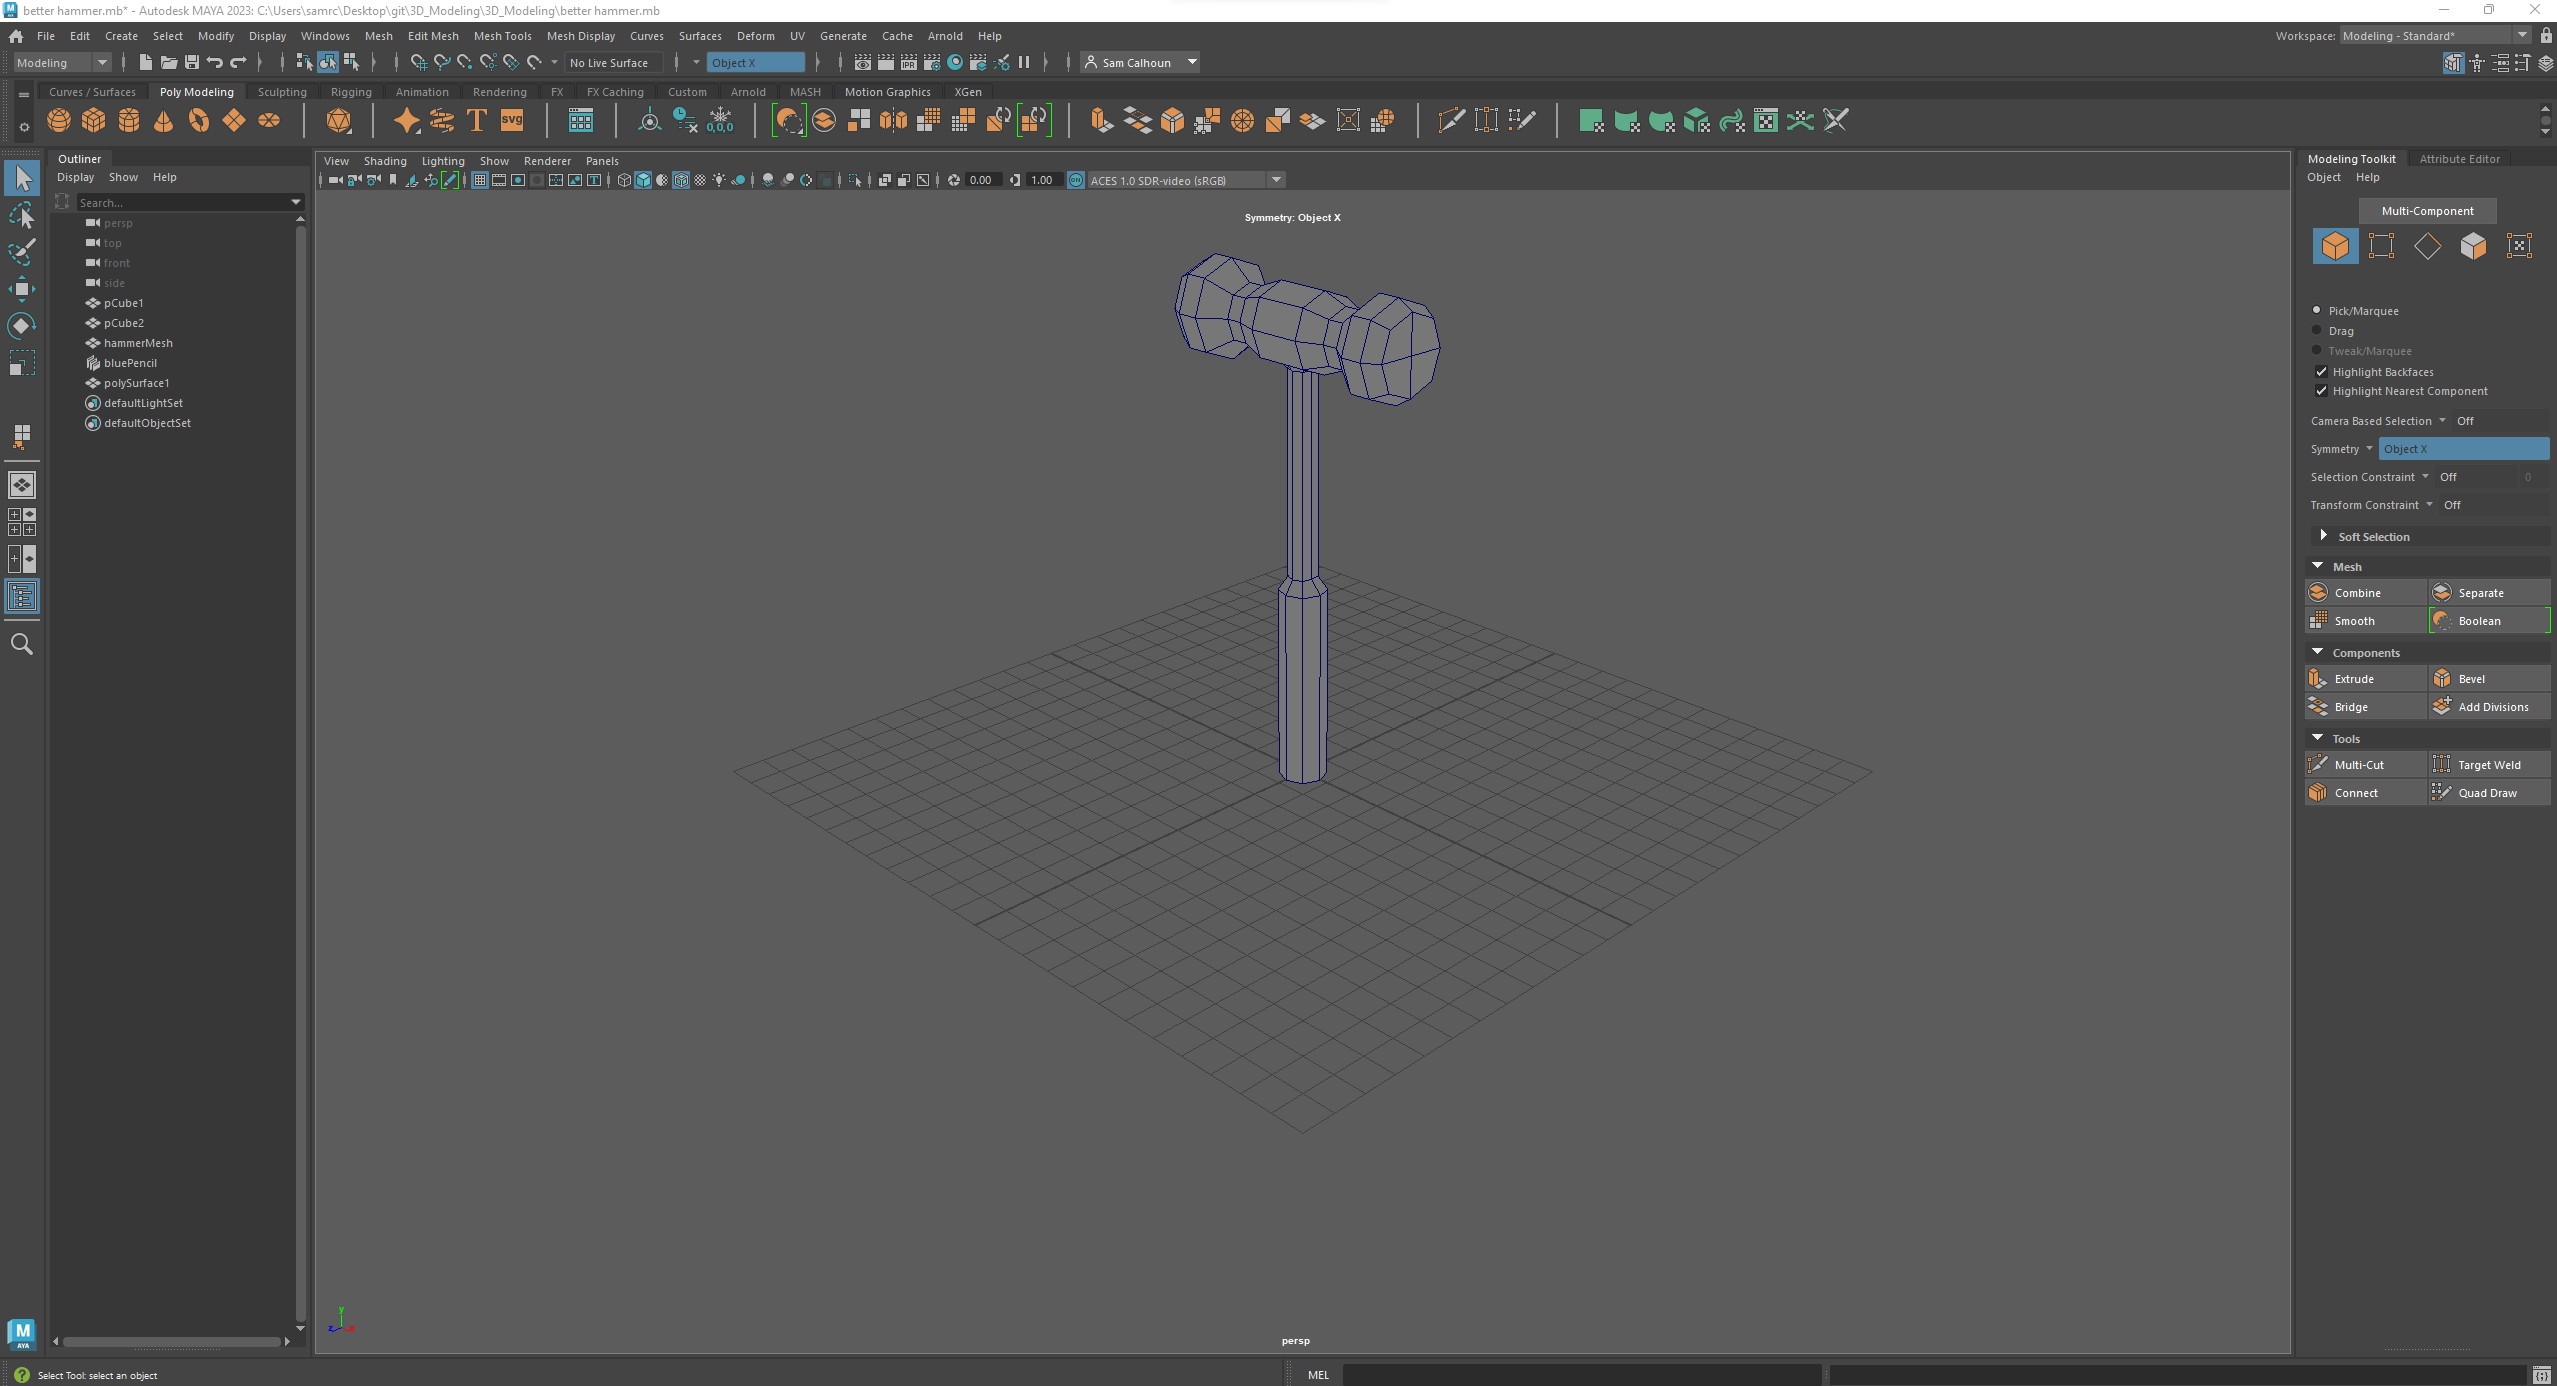 better hammer.mb* - Autodesk MAYA 2023: C:\Users\samrc\Desktop\git\3D_Modeling\3D_Modeling\better hammer.mb
File Edit Create Select Modify Display Windows Mesh Edit Mesh Mesh Tools Mesh Display Curves Surfaces Deform UV Generate Cache Arnold Help Workspace: Modeling - Standard*
Modeling No Live Surface Object X IPR Sam Calhoun
Curves / Surfaces Poly Modeling Sculpting Rigging Animation Rendering FX FX Caching Custom Arnold MASH Motion Graphics XGen
T svg 0,0,0
Outliner
Display Show Help
Search...
persp
top
front
side
pCube1
pCube2
hammerMesh
bluePencil
polySurface1
defaultLightSet
defaultObjectSet
View Shading Lighting Show Renderer Panels
0.00 1.00 ON ACES 1.0 SDR-video (sRGB)
Symmetry: Object X
y
z x
persp
Modeling Toolkit Attribute Editor
Object Help
Multi-Component
Pick/Marquee
Drag
Tweak/Marquee
Highlight Backfaces
Highlight Nearest Component
Camera Based Selection Off
Symmetry Object X
Selection Constraint Off 0
Transform Constraint Off
Soft Selection
Mesh
Combine Separate
Smooth Boolean
Components
Extrude Bevel
Bridge Add Divisions
Tools
Multi-Cut Target Weld
Connect Quad Draw
M
AYA
Select Tool: select an object
MEL